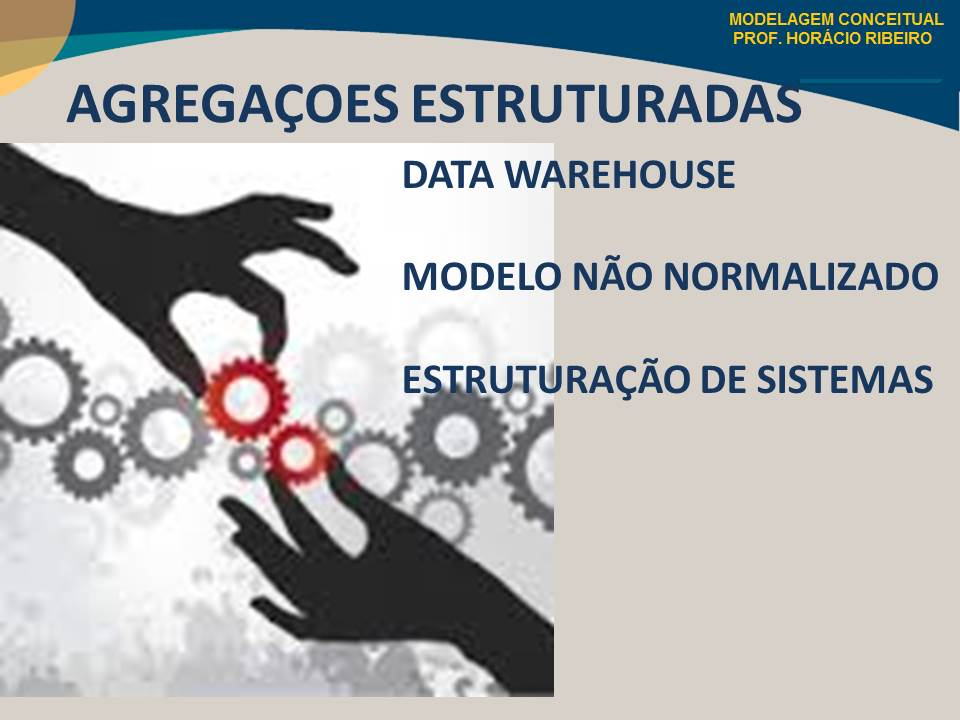 MODELAGEM CONCEITUAL
PROF. HORÁCIO RIBEIRO
AGREGAÇOES ESTRUTURADAS
DATA WAREHOUSE
MODELO NÃO NORMALIZADO
ESTRUTURAÇÃO DE SISTEMAS